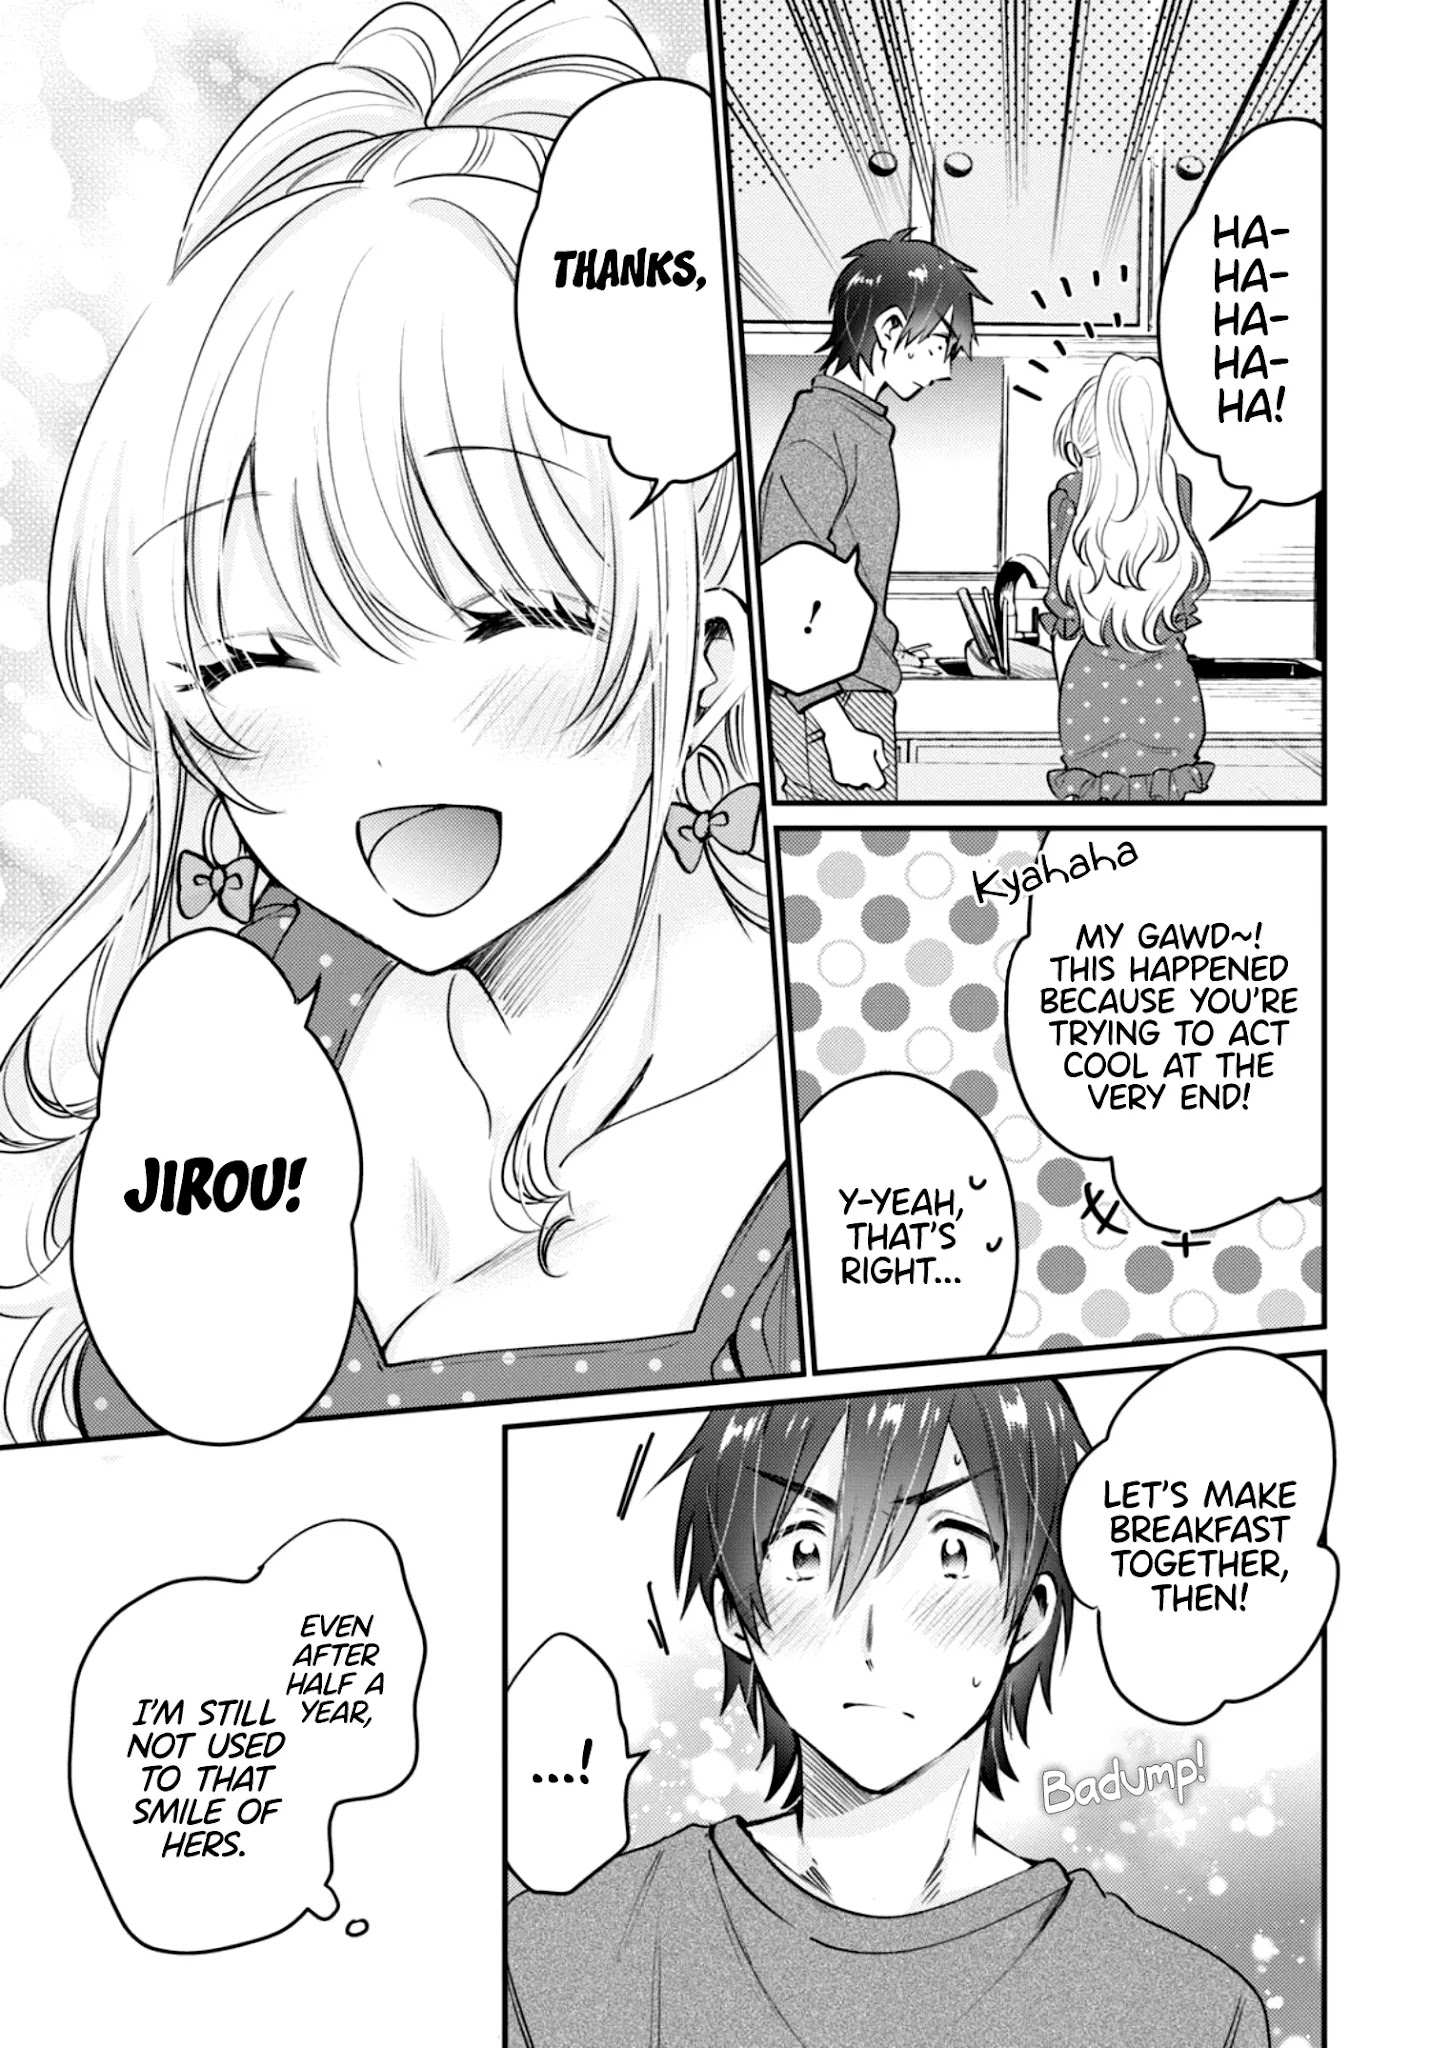 HA-
HA-
HA-
HA-
HA!
!
Kyahaha
MY GAWD~!
THIS HAPPENED
BECAUSE YOU'RE
TRYING TO ACT
COOL AT THE
VERY END!
Y-YEAH,
THAT'S
RIGHT...
THANKS,
JIROU!
LET'S MAKE
BREAKFAST
TOGETHER,
THEN!
Badump!
...!
EVEN
AFTER
HALF A
YEAR,
I'M STILL
NOT USED
TO THAT
SMILE OF
HERS.